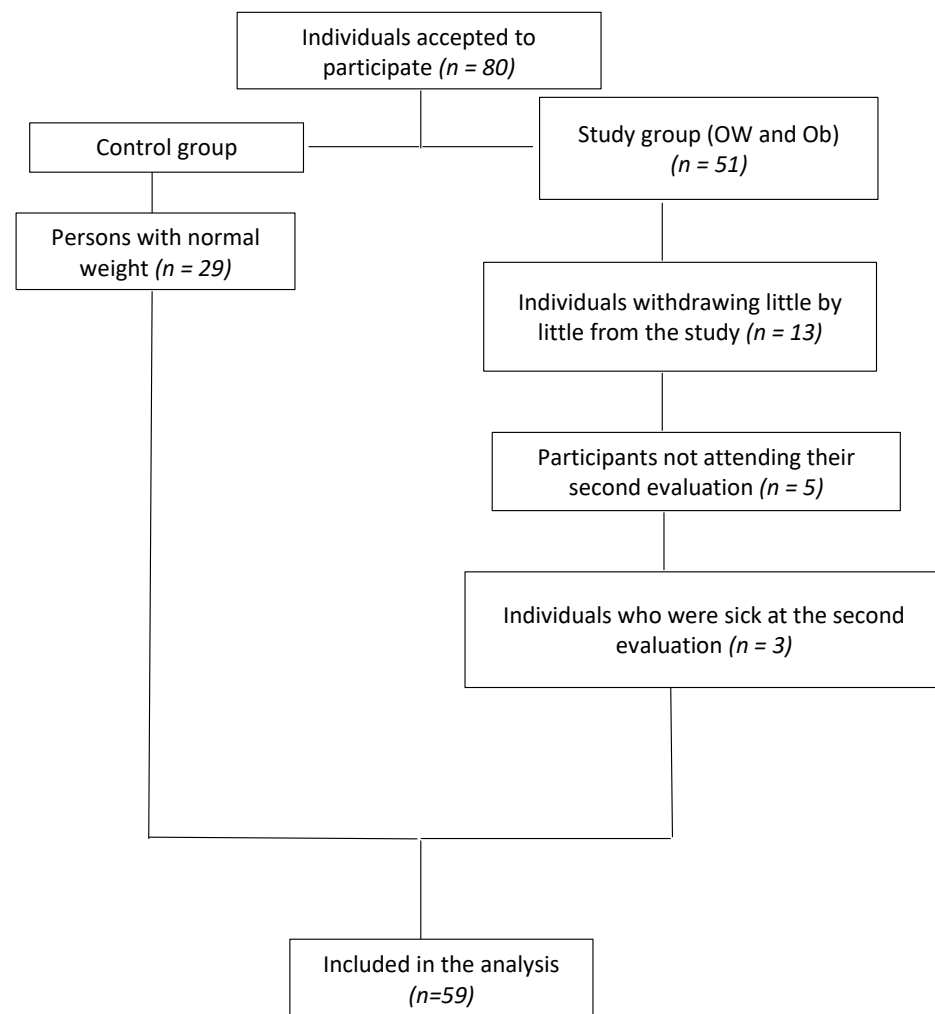 Individuals accepted to
participate (n = 80)
Control group
Study group (OW and Ob)
(n = 51)
Persons with normal
weight (n = 29)
Individuals withdrawing little by
little from the study (n = 13)
Participants not attending their
second evaluation (n = 5)
Individuals who were sick at the second
evaluation (n = 3)
Included in the analysis
(n=59)